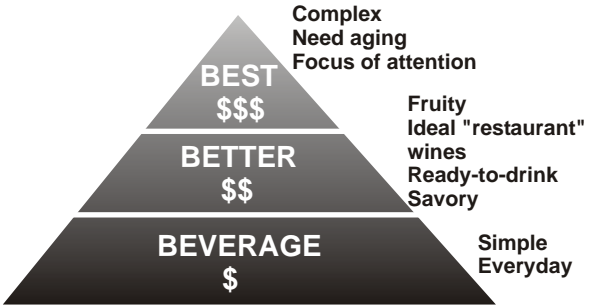 Complex
Need aging
Focus of attention
BEST
$$$
Fruity
Ideal "restaurant"
wines
Ready-to-drink
Savory
BETTER
$$
BEVERAGE
$
Simple
Everyday